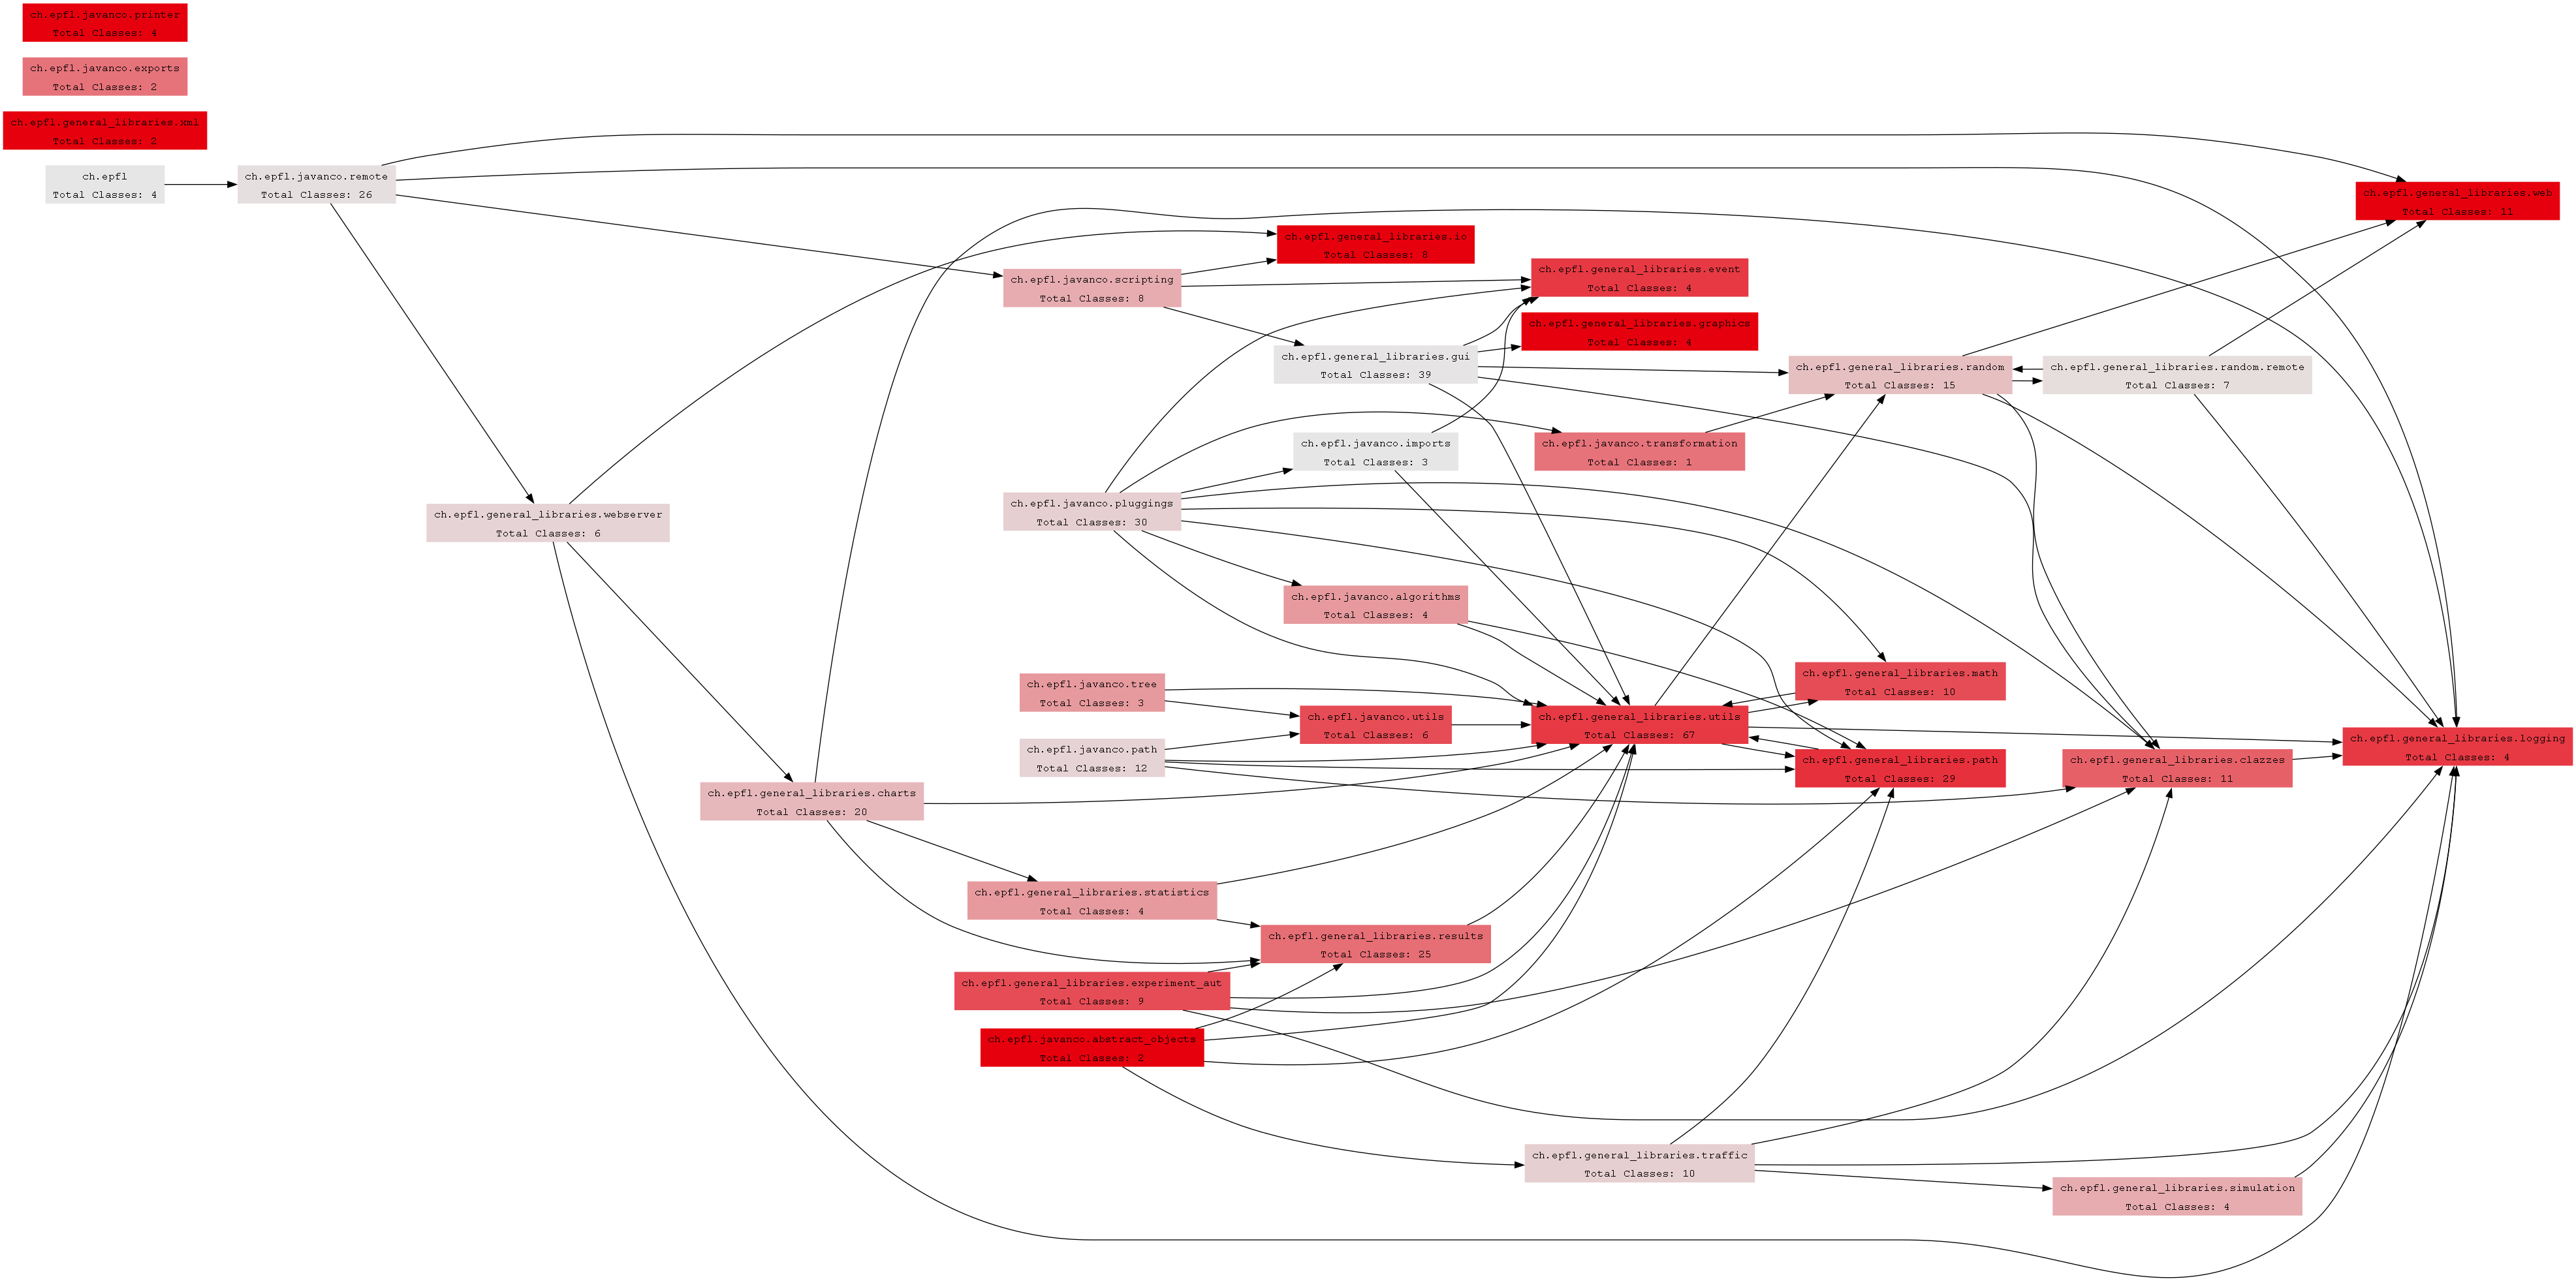 ch.epfl.javanco.printer
Total Classes: 4
ch.epfl.javanco.exports
Total Classes: 2
ch.epfl.general_libraries.xml
Total Classes: 2
ch.epfl
Total Classes: 4
ch.epfl.javanco.remote
Total Classes: 26
ch.epfl.general_libraries.web
Total Classes: 11
ch.epfl.general_libraries.io
Total Classes: 8
ch.epfl.javanco.scripting
Total Classes: 8
ch.epfl.general_libraries.event
Total Classes: 4
ch.epfl.general_libraries.graphics
Total Classes: 4
ch.epfl.general_libraries.gui
Total Classes: 39
ch.epfl.general_libraries.random
Total Classes: 15
ch.epfl.general_libraries.random.remote
Total Classes: 7
ch.epfl.javanco.imports
Total Classes: 3
ch.epfl.javanco.transformation
Total Classes: 1
ch.epfl.javanco.pluggings
Total Classes: 30
ch.epfl.general_libraries.webserver
Total Classes: 6
ch.epfl.javanco.algorithms
Total Classes: 4
ch.epfl.javanco.tree
Total Classes: 3
ch.epfl.general_libraries.math
Total Classes: 10
ch.epfl.javanco.utils
Total Classes: 6
ch.epfl.general_libraries.utils
Total Classes: 67
ch.epfl.javanco.path
Total Classes: 12
ch.epfl.general_libraries.path
Total Classes: 29
ch.epfl.general_libraries.clazzes
Total Classes: 11
ch.epfl.general_libraries.logging
Total Classes: 4
ch.epfl.general_libraries.charts
Total Classes: 20
ch.epfl.general_libraries.statistics
Total Classes: 4
ch.epfl.general_libraries.results
Total Classes: 25
ch.epfl.general_libraries.experiment_aut
Total Classes: 9
ch.epfl.javanco.abstract_objects
Total Classes: 2
ch.epfl.general_libraries.traffic
Total Classes: 10
ch.epfl.general_libraries.simulation
Total Classes: 4